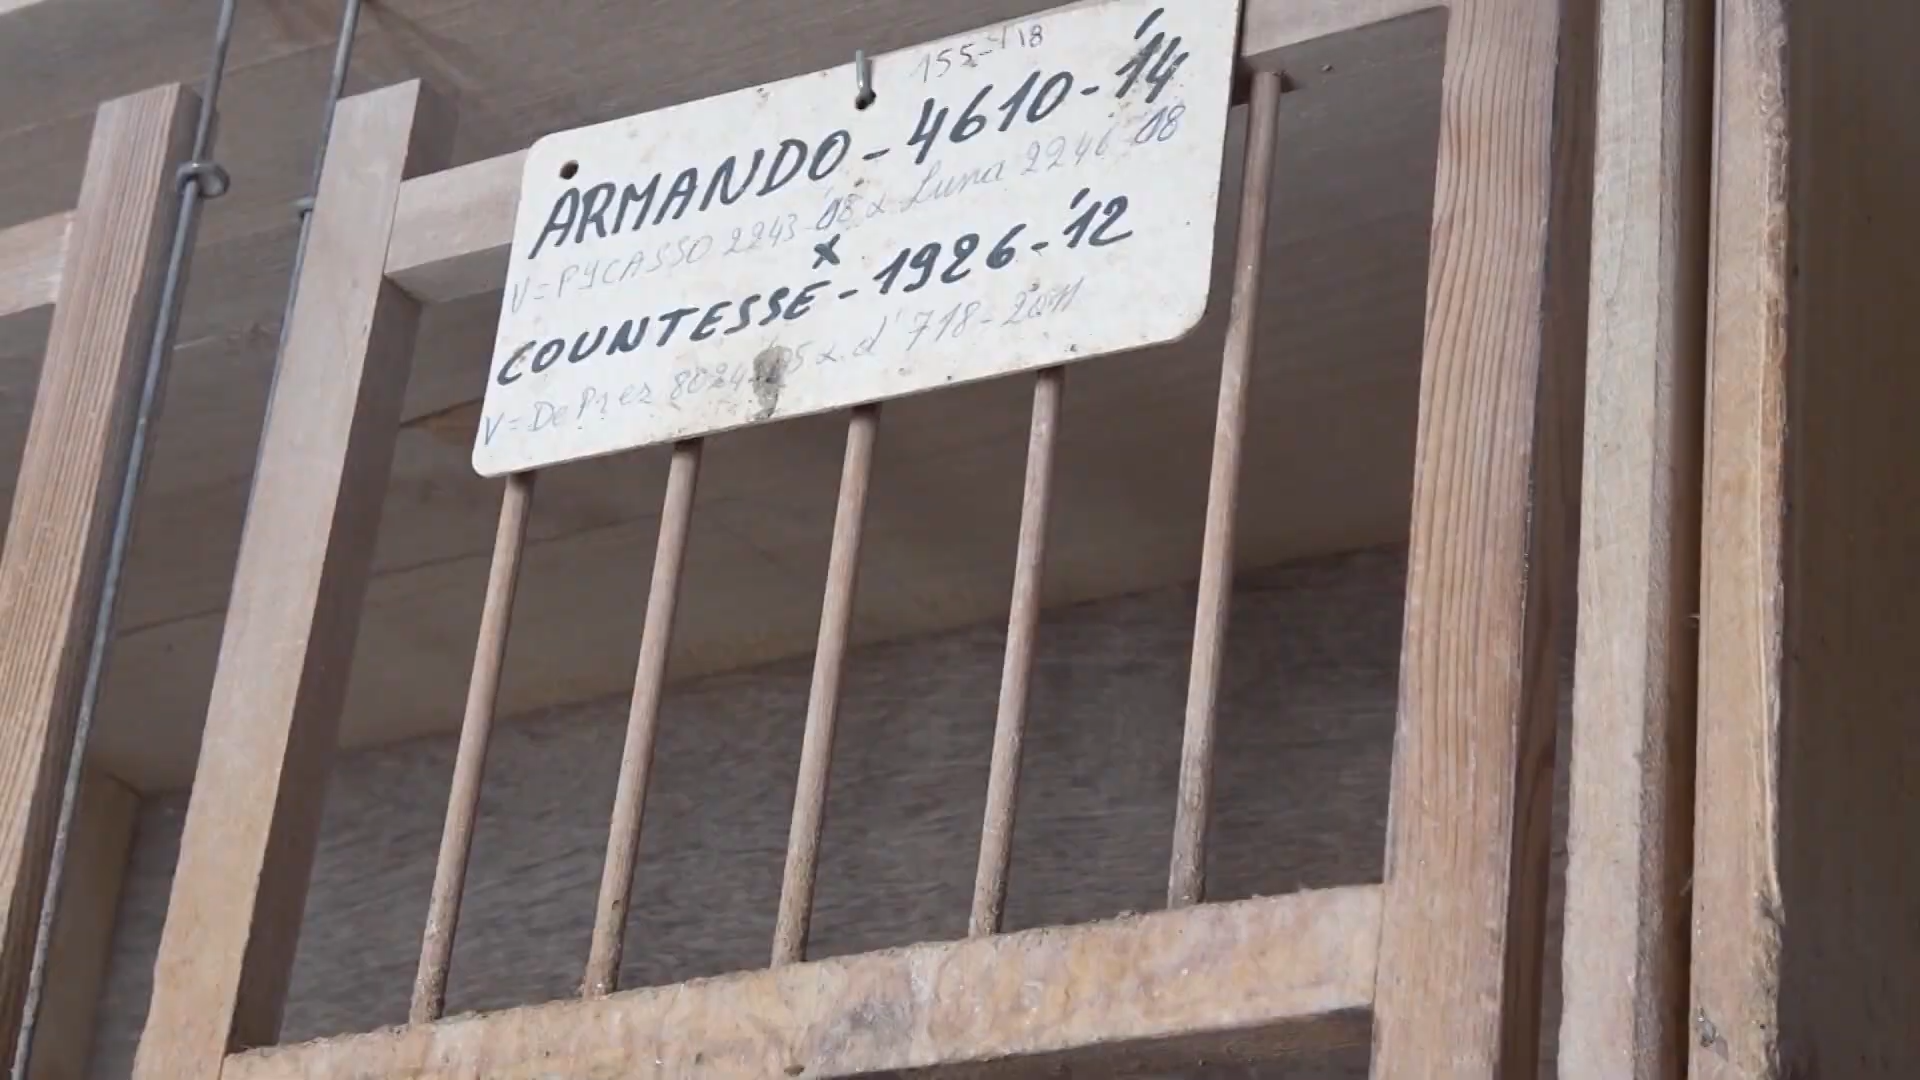 155-118
ARMANDO - 4610-'14
V = PYCASSO 2243-'08 x Luna 2246-'08
x
COUNTESSE - 1926-'12
V = De Prez 8024-'05 x d' 718-2011